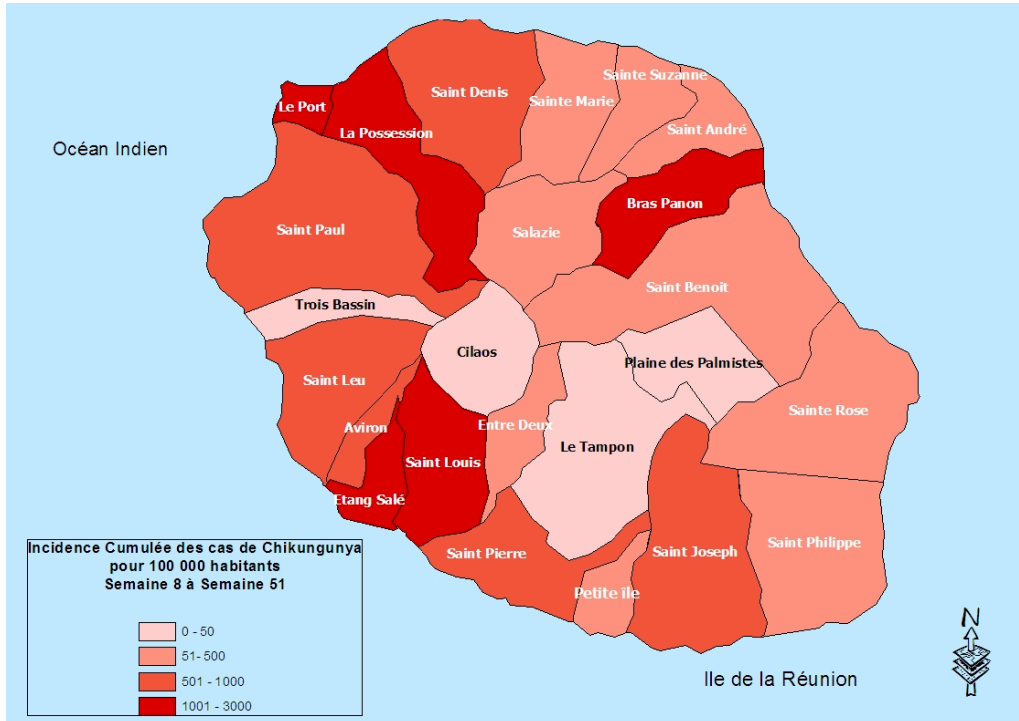 Saint Denis
Sainte Suzanne
Sainte Marie
Le Port
La Possession
Saint André
Océan Indien
Bras Panon
Saint Paul
Salazie
Saint Benoit
Trois Bassin
Cilaos
Plaine des Palmistes
Saint Leu
Sainte Rose
Aviron
Entre Deux
Le Tampon
Saint Louis
Etang Salé
Saint Pierre
Saint Joseph
Saint Philippe
Petite île
Incidence Cumulée des cas de Chikungunya
pour 100 000 habitants
Semaine 8 à Semaine 51
0 - 50
51- 500
501 - 1000
1001 - 3000
N
Ile de la Réunion